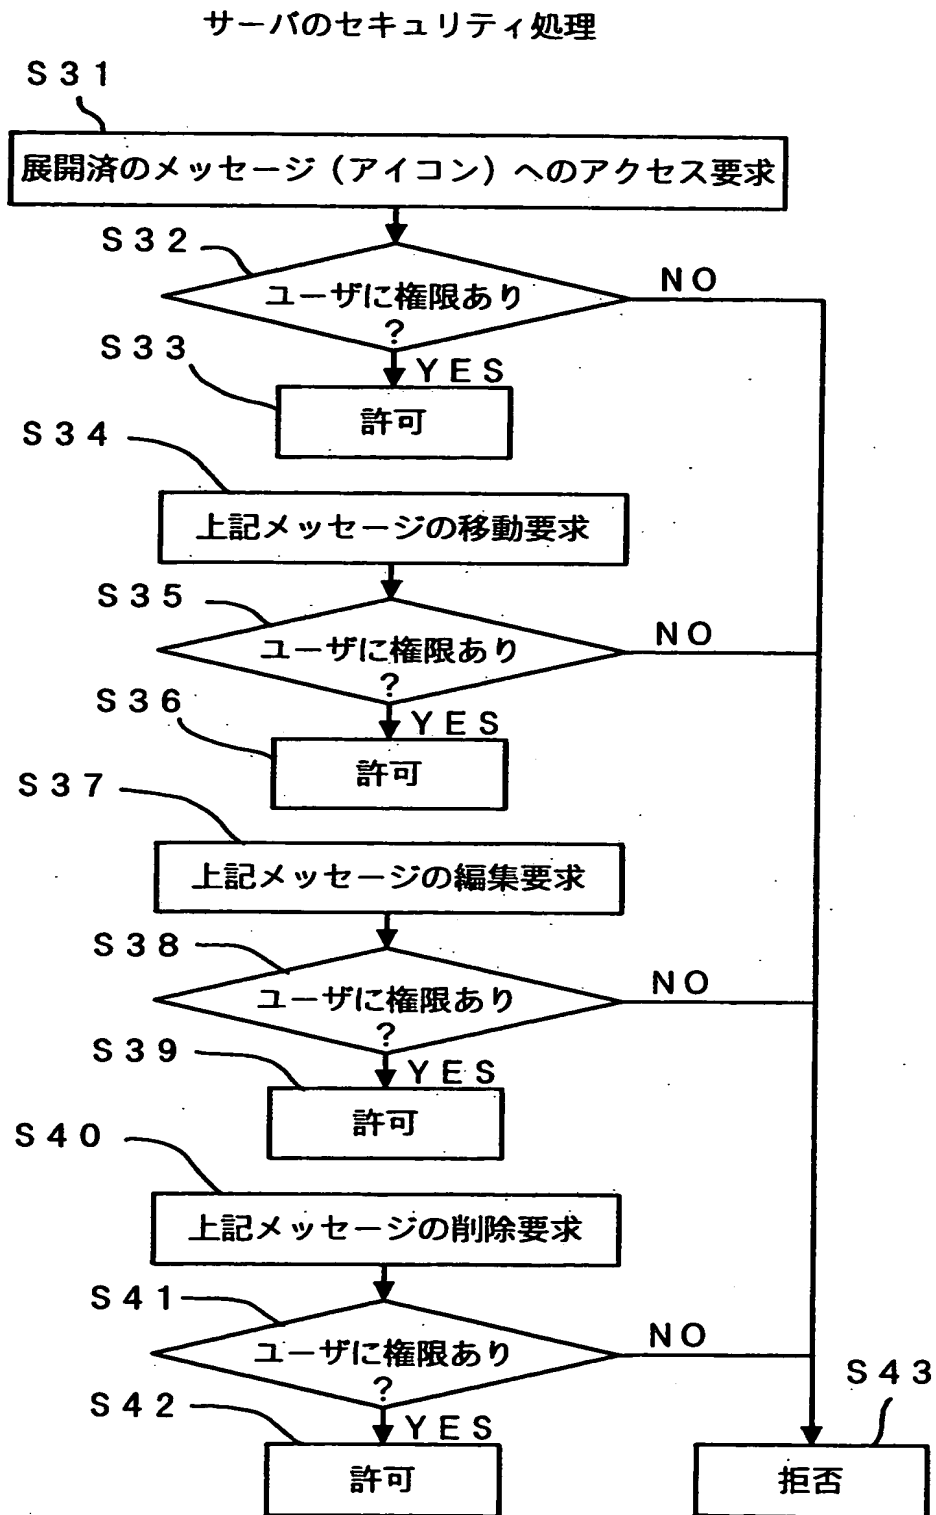 サーバのセキュリティ処理
S31
展開済のメッセージ(アイコン)へのアクセス要求
S32
ユーザに権限あり
?
NO
YES
S33
許可
S34
上記メッセージの移動要求
S35
ユーザに権限あり
?
NO
YES
S36
許可
S37
上記メッセージの編集要求
S38
ユーザに権限あり
?
NO
YES
S39
許可
S40
上記メッセージの削除要求
S41
ユーザに権限あり
?
NO
YES
S42
許可
S43
拒否